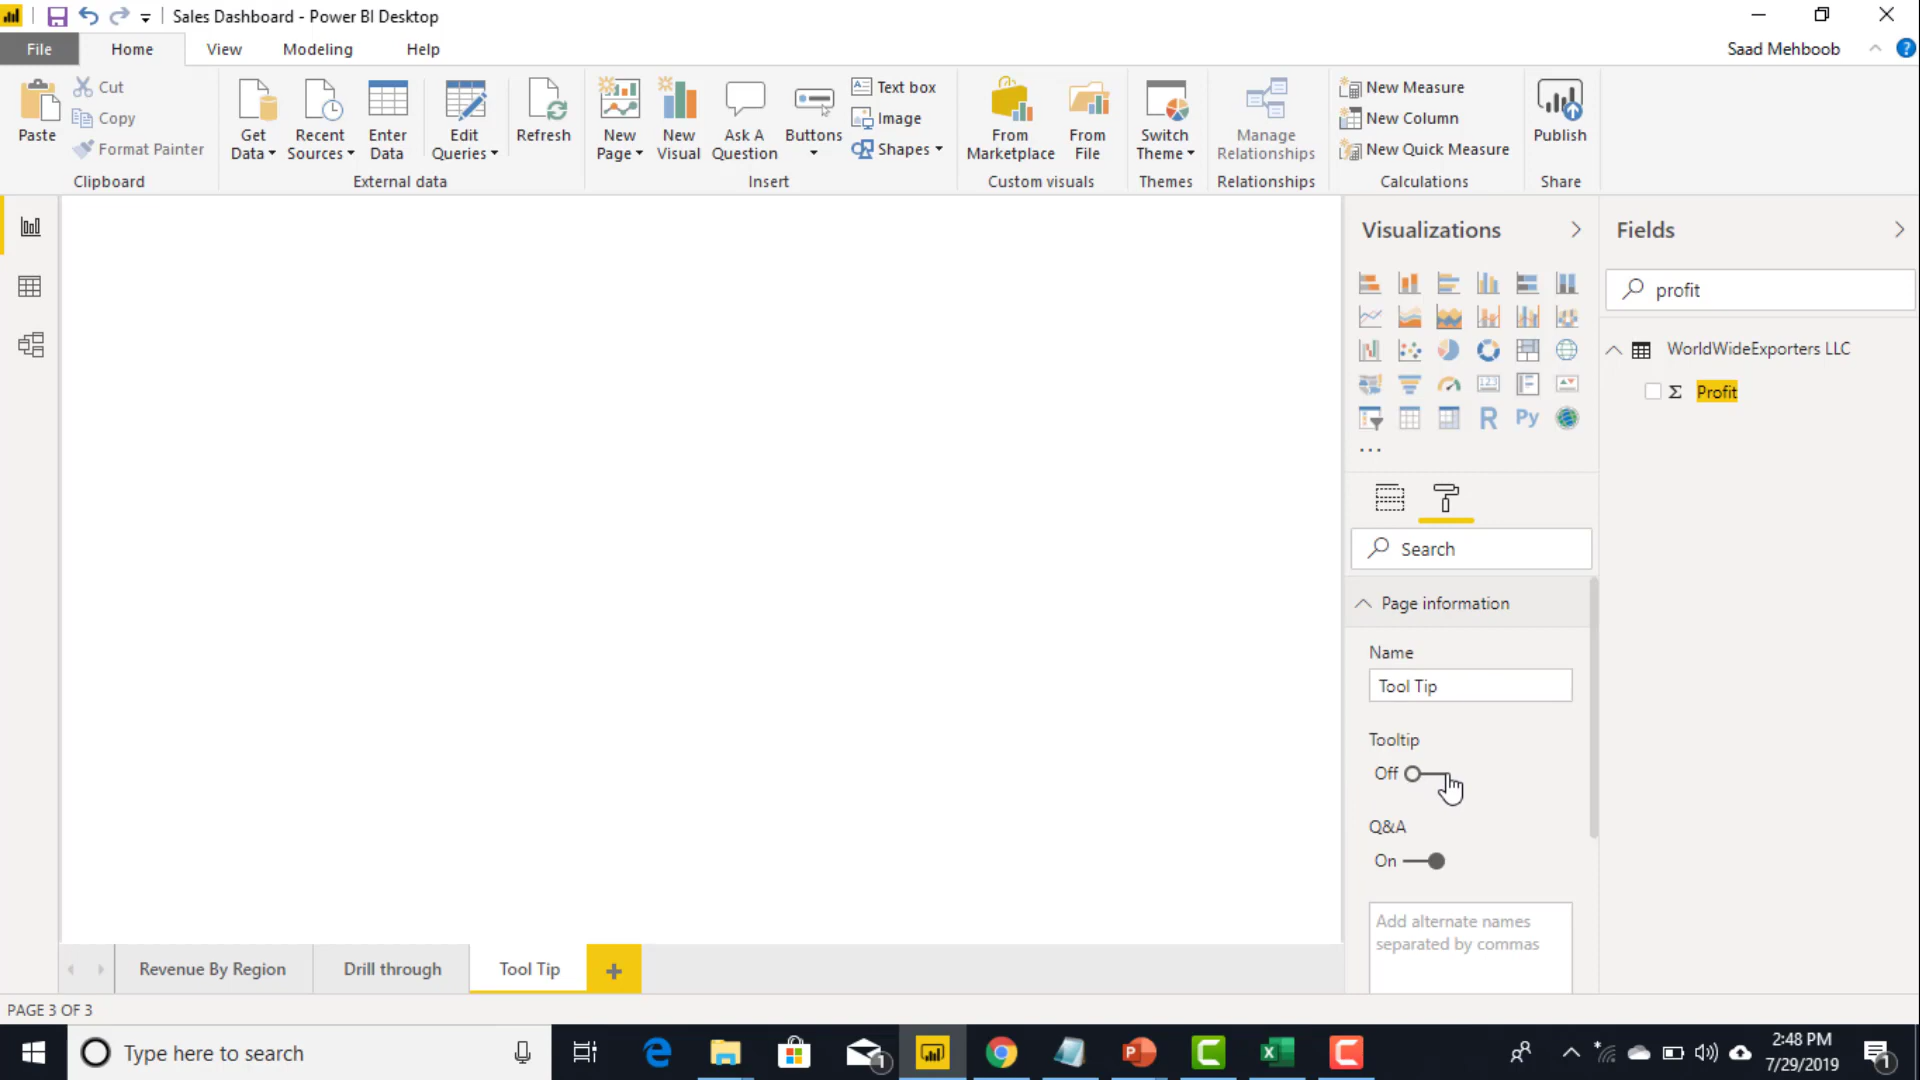 Sales Dashboard - Power BI Desktop
File
Home
View
Modeling
Help
Saad Mehboob
?
Paste
Cut
Copy
Format Painter
Clipboard
Get
Data
Recent
Sources
Enter
Data
Edit
Queries
Refresh
External data
New
Page
New
Visual
Ask A
Question
Buttons
Text box
Image
Shapes
Insert
From
Marketplace
From
File
Custom visuals
Switch
Theme
Themes
Manage
Relationships
Relationships
New Measure
New Column
New Quick Measure
Calculations
Publish
Share
Visualizations
123
R
Py
...
Search
Page information
Name
Tool Tip
Tooltip
Off
Q&A
On
Add alternate names
separated by commas
Fields
profit
WorldWideExporters LLC
Σ Profit
Revenue By Region
Drill through
Tool Tip
+
PAGE 3 OF 3
Type here to search
1
2:48 PM
7/29/2019
1